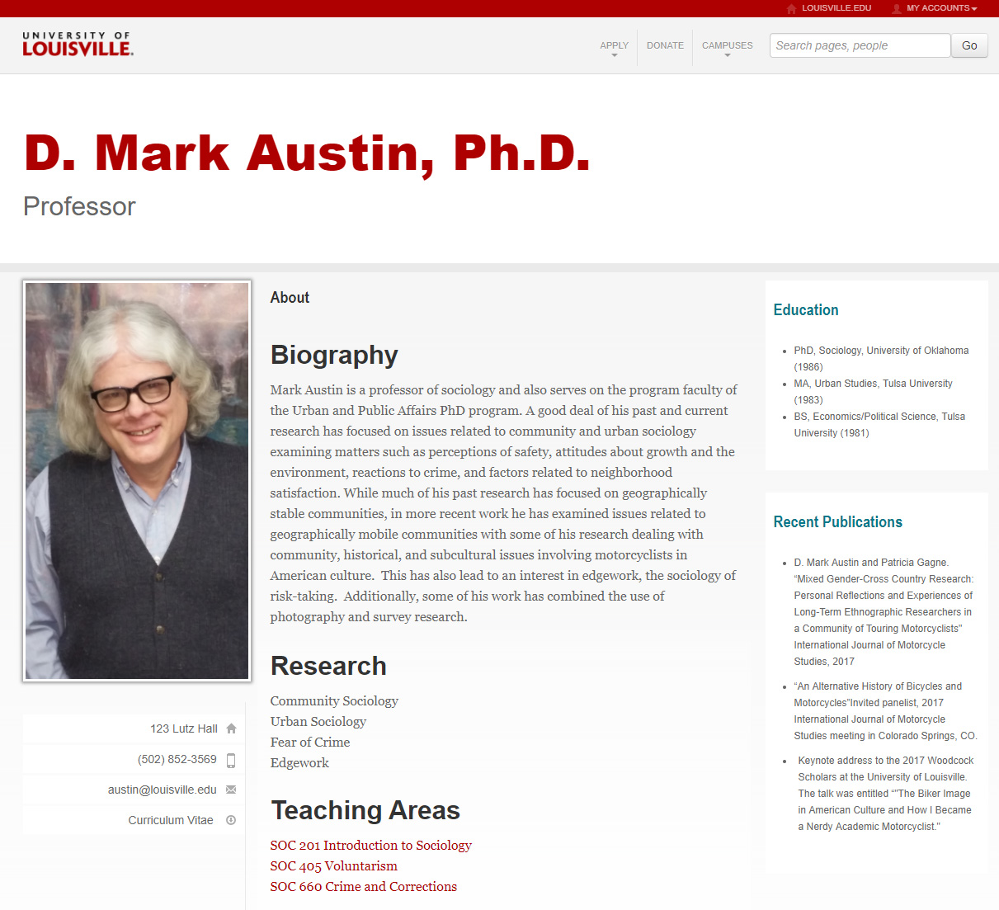 LOUISVILLE.EDU MY ACCOUNTS
UNIVERSITY OF
LOUISVILLE.
APPLY DONATE CAMPUSES Search pages, people Go
D. Mark Austin, Ph.D.
Professor
About
Biography
Mark Austin is a professor of sociology and also serves on the program faculty of
the Urban and Public Affairs PhD program. A good deal of his past and current
research has focused on issues related to community and urban sociology
examining matters such as perceptions of safety, attitudes about growth and the
environment, reactions to crime, and factors related to neighborhood
satisfaction. While much of his past research has focused on geographically
stable communities, in more recent work he has examined issues related to
geographically mobile communities with some of his research dealing with
community, historical, and subcultural issues involving motorcyclists in
American culture.  This has also lead to an interest in edgework, the sociology of
risk-taking.  Additionally, some of his work has combined the use of
photography and survey research.
Research
Community Sociology
Urban Sociology
Fear of Crime
Edgework
Teaching Areas
SOC 201 Introduction to Sociology
SOC 405 Voluntarism
SOC 660 Crime and Corrections
123 Lutz Hall
(502) 852-3569
austin@louisville.edu
Curriculum Vitae
Education
PhD, Sociology, University of Oklahoma
(1986)
MA, Urban Studies, Tulsa University
(1983)
BS, Economics/Political Science, Tulsa
University (1981)
Recent Publications
D. Mark Austin and Patricia Gagne.
“Mixed Gender-Cross Country Research:
Personal Reflections and Experiences of
Long-Term Ethnographic Researchers in
a Community of Touring Motorcyclists"
International Journal of Motorcycle
Studies, 2017
“An Alternative History of Bicycles and
Motorcycles”Invited panelist, 2017
International Journal of Motorcycle
Studies meeting in Colorado Springs, CO.
Keynote address to the 2017 Woodcock
Scholars at the University of Louisville.
The talk was entitled “"The Biker Image
in American Culture and How I Became
a Nerdy Academic Motorcyclist."